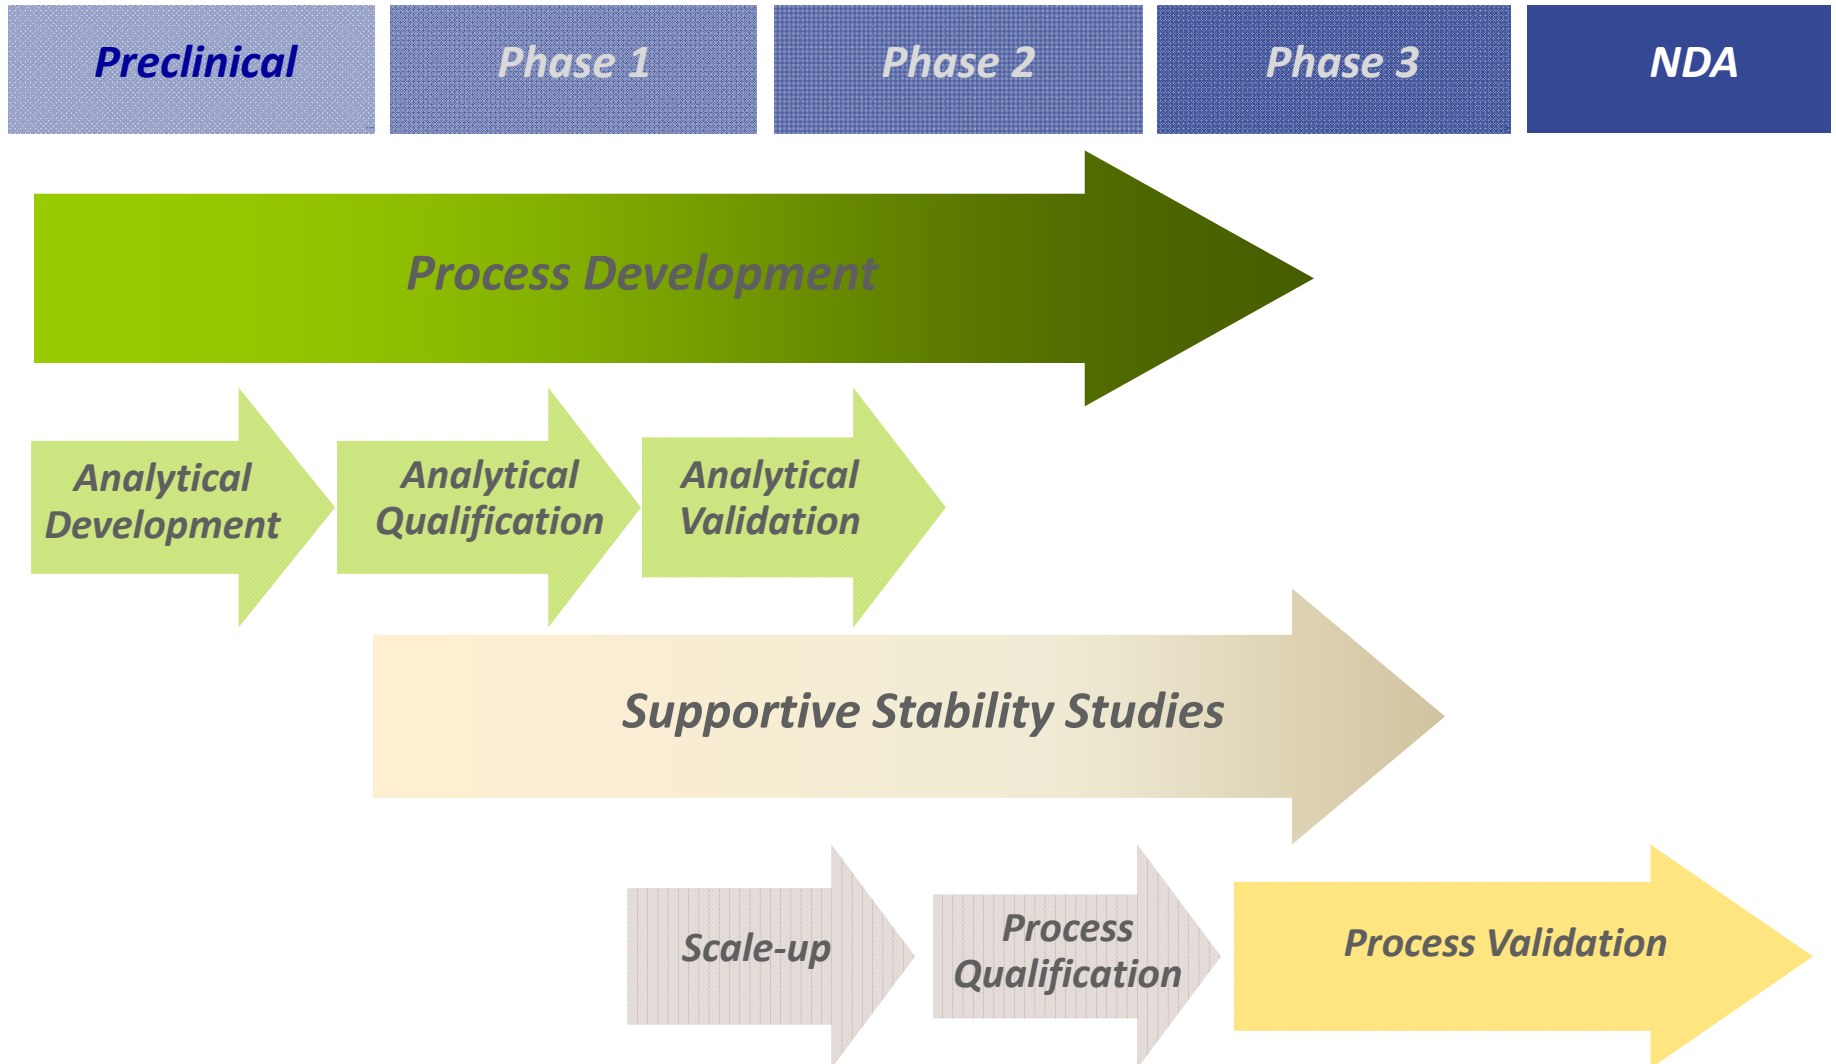 Preclinical
Phase 1
Phase 2
Phase 3
NDA
Process Development
Analytical
Development
Analytical
Qualification
Analytical
Validation
Supportive Stability Studies
Scale-up
Process
Qualification
Process Validation